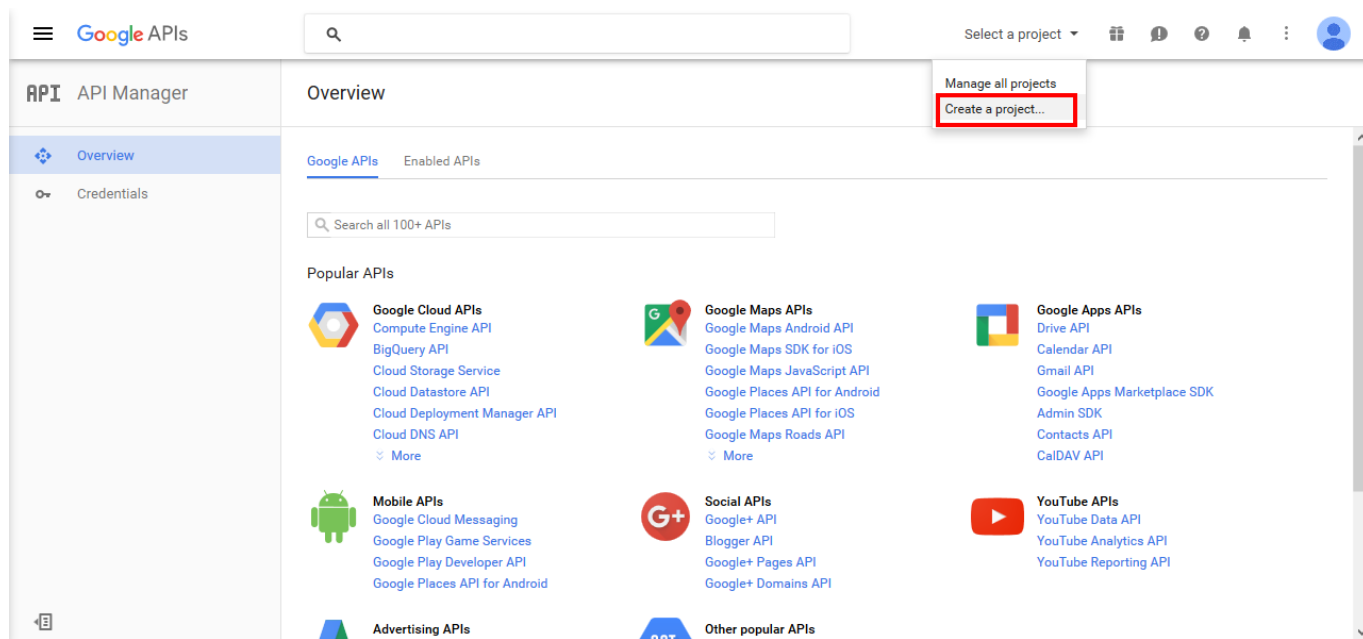 Google APIs
Select a project
Manage all projects
Create a project...
API API Manager
Overview
Overview
Credentials
Google APIs Enabled APIs
Search all 100+ APIs
Popular APIs
Google Cloud APIs
Compute Engine API
BigQuery API
Cloud Storage Service
Cloud Datastore API
Cloud Deployment Manager API
Cloud DNS API
More
Google Maps APIs
Google Maps Android API
Google Maps SDK for iOS
Google Maps JavaScript API
Google Places API for Android
Google Places API for iOS
Google Maps Roads API
More
Google Apps APIs
Drive API
Calendar API
Gmail API
Google Apps Marketplace SDK
Admin SDK
Contacts API
CalDAV API
Mobile APIs
Google Cloud Messaging
Google Play Game Services
Google Play Developer API
Google Places API for Android
G+
Social APIs
Google+ API
Blogger API
Google+ Pages API
Google+ Domains API
YouTube APIs
YouTube Data API
YouTube Analytics API
YouTube Reporting API
Advertising APIs
API
Other popular APIs